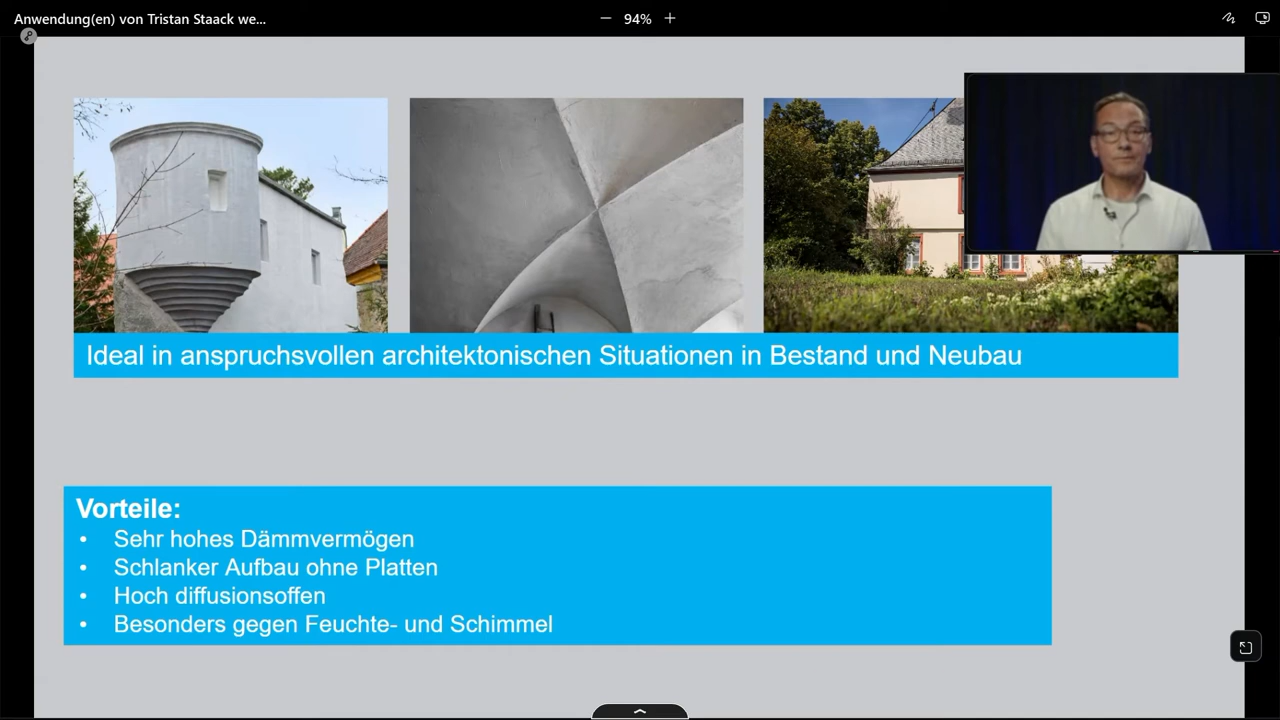 Anwendung(en) von Tristan Staack we...
94%
Ideal in anspruchsvollen architektonischen Situationen in Bestand und Neubau
Vorteile:
• Sehr hohes Dämmvermögen
• Schlanker Aufbau ohne Platten
• Hoch diffusionsoffen
• Besonders gegen Feuchte- und Schimmel